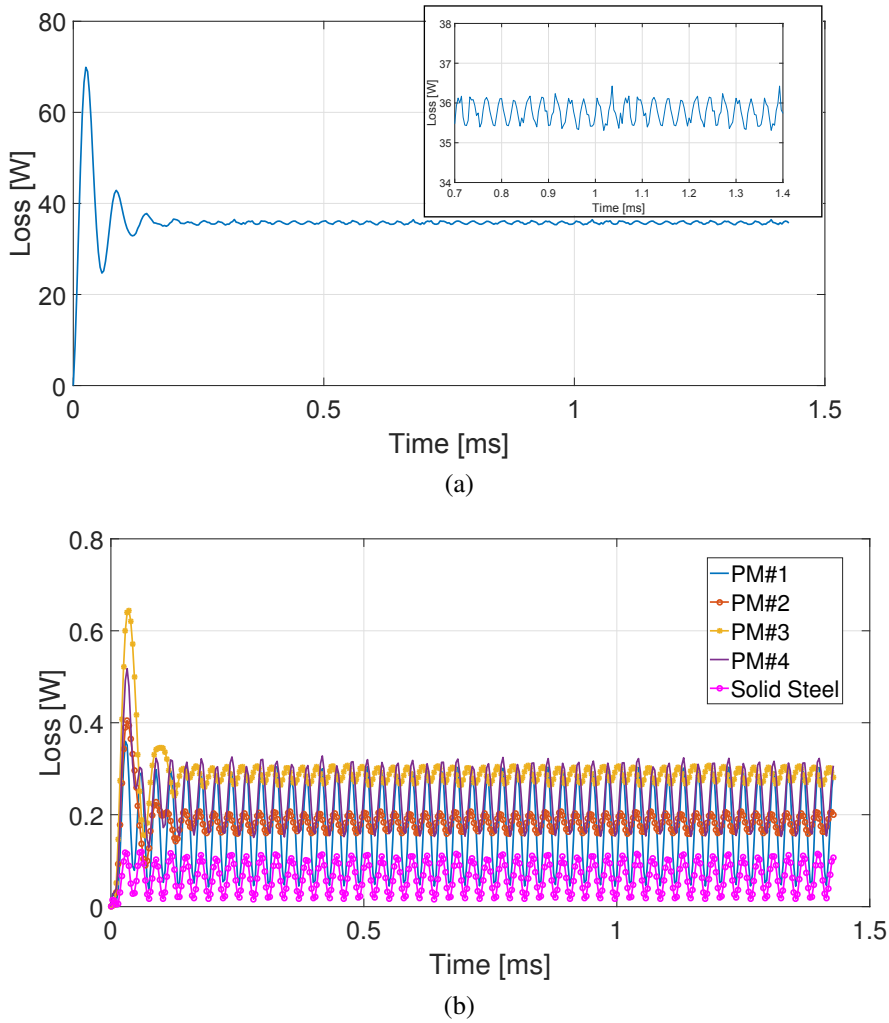 80
60
40
20
0
Loss [W]
0
0.5
1
1.5
Time [ms]
38
37
36
35
34
Loss [W]
0.7
0.8
0.9
1
1.1
1.2
1.3
1.4
Time [ms]
(a)
0.8
0.6
0.4
0.2
0
Loss [W]
PM#1
PM#2
PM#3
PM#4
Solid Steel
0
0.5
1
1.5
Time [ms]
(b)